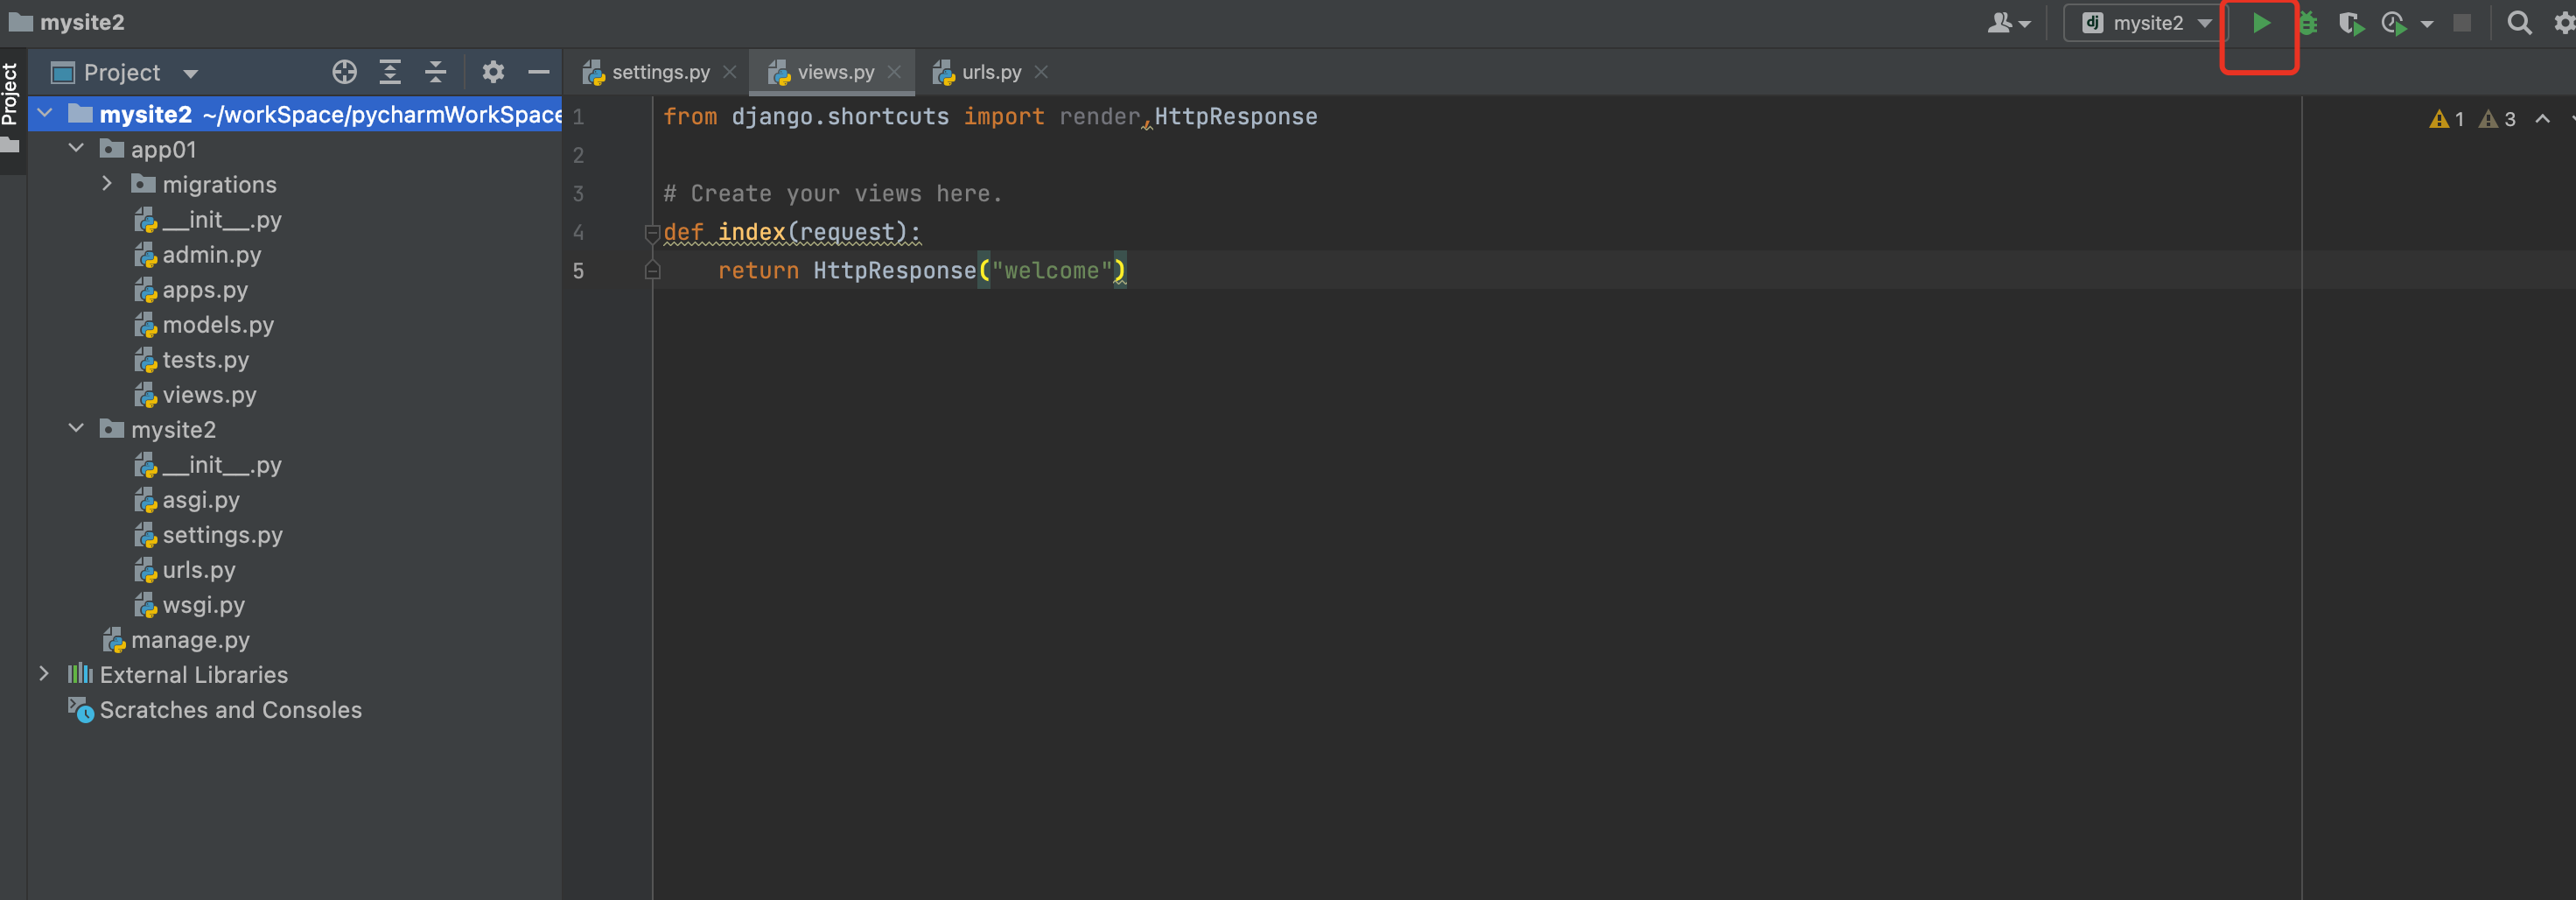 mysite2
dj mysite2
Project
Project
settings.py
views.py
urls.py
mysite2 ~/workSpace/pycharmWorkSpace
app01
migrations
__init__.py
admin.py
apps.py
models.py
tests.py
views.py
mysite2
__init__.py
asgi.py
settings.py
urls.py
wsgi.py
manage.py
External Libraries
Scratches and Consoles
1 from django.shortcuts import render,HttpResponse
2
3 # Create your views here.
4 def index(request):
5     return HttpResponse("welcome")
1 3